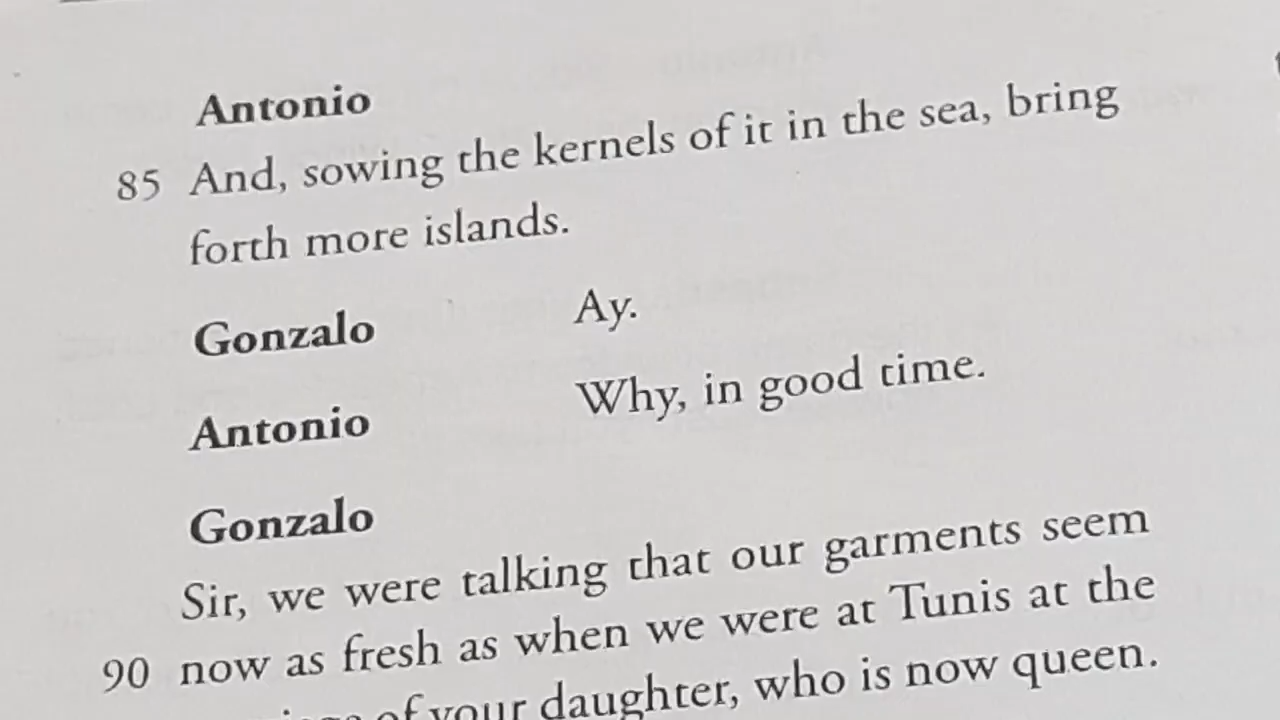 Antonio
85 And, sowing the kernels of it in the sea, bring
forth more islands.
Gonzalo Ay.
Antonio Why, in good time.
Gonzalo
Sir, we were talking that our garments seem
90 now as fresh as when we were at Tunis at the
of your daughter, who is now queen.